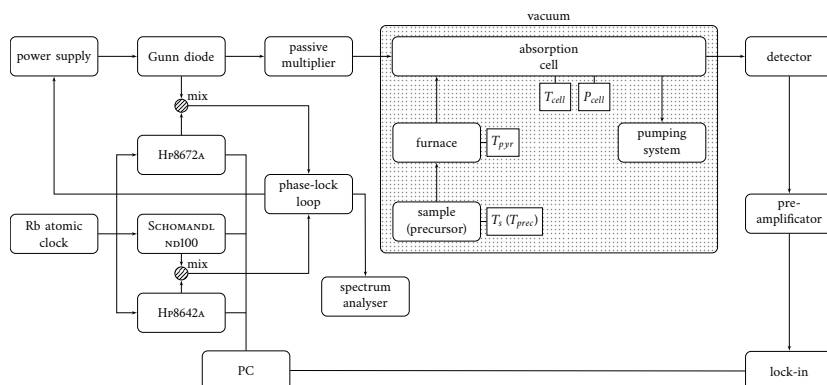 vacuum
power supply
Gunn diode
passive
multiplier
absorption
cell
detector
mix
T_cell
P_cell
HP8672A
furnace
T_pyr
pumping
system
phase-lock
loop
sample
(precursor)
T_s (T_prec)
pre-
amplificator
Rb atomic
clock
SCHOMANDL
ND100
mix
spectrum
analyser
HP8642A
PC
lock-in